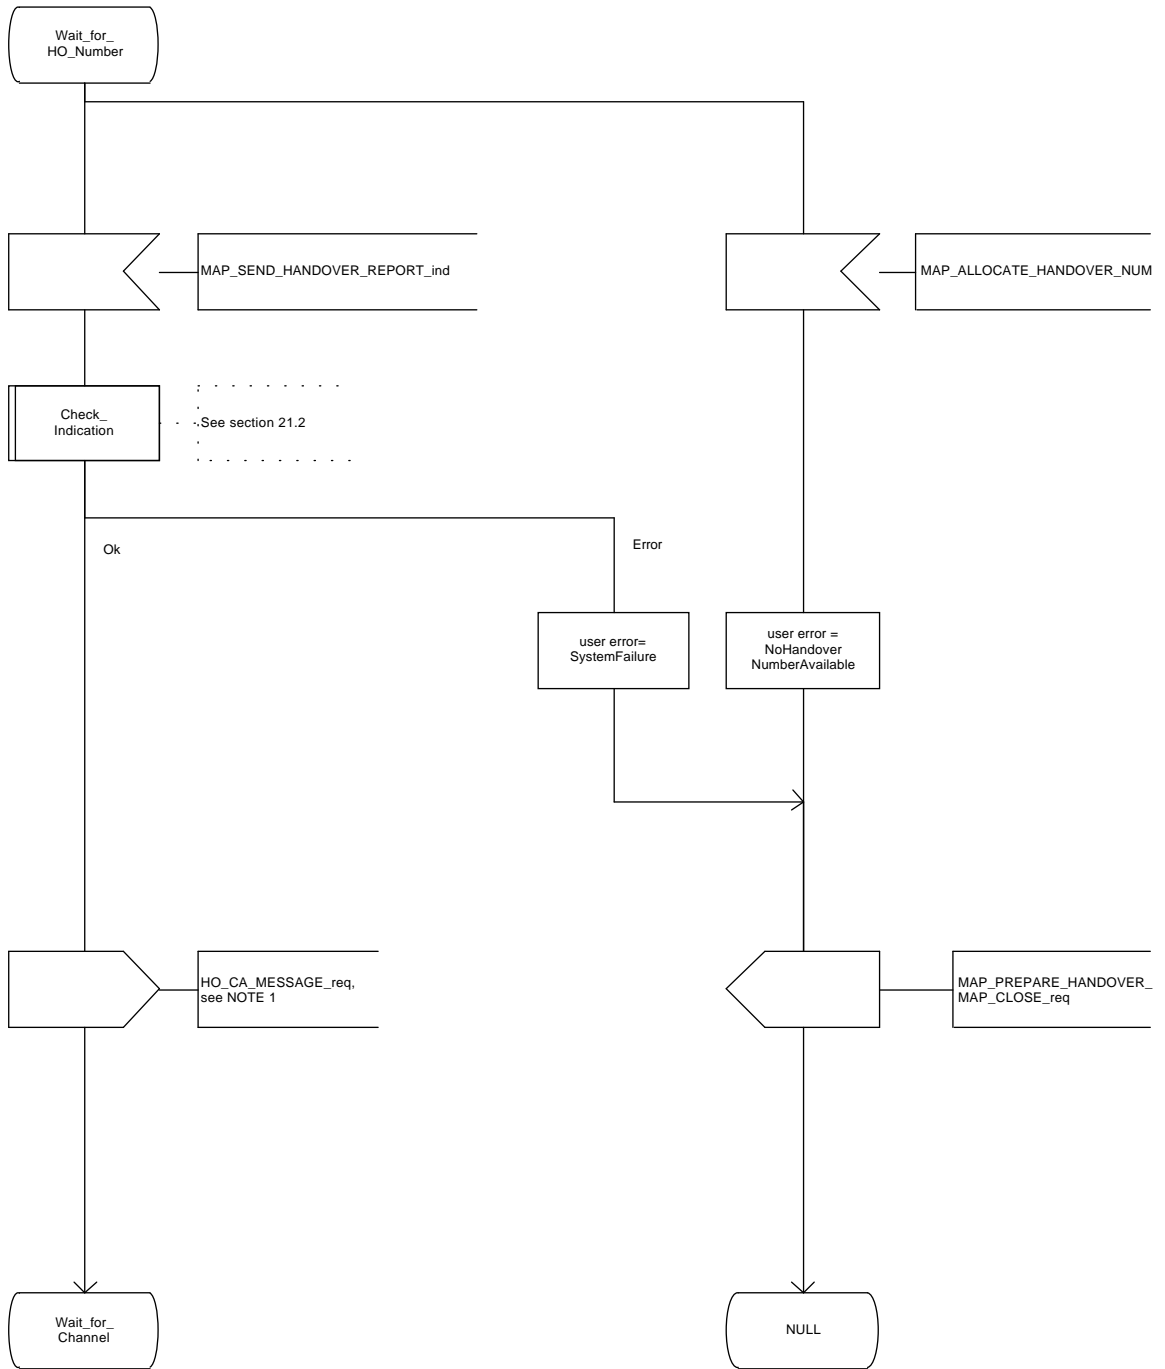 Wait_for_
HO_Number
MAP_SEND_HANDOVER_REPORT_ind
MAP_ALLOCATE_HANDOVER_NUM
Check_
Indication
See section 21.2
Ok
Error
user error=
SystemFailure
user error =
NoHandover
NumberAvailable
HO_CA_MESSAGE_req,
see NOTE 1
MAP_PREPARE_HANDOVER_
MAP_CLOSE_req
Wait_for_
Channel
NULL